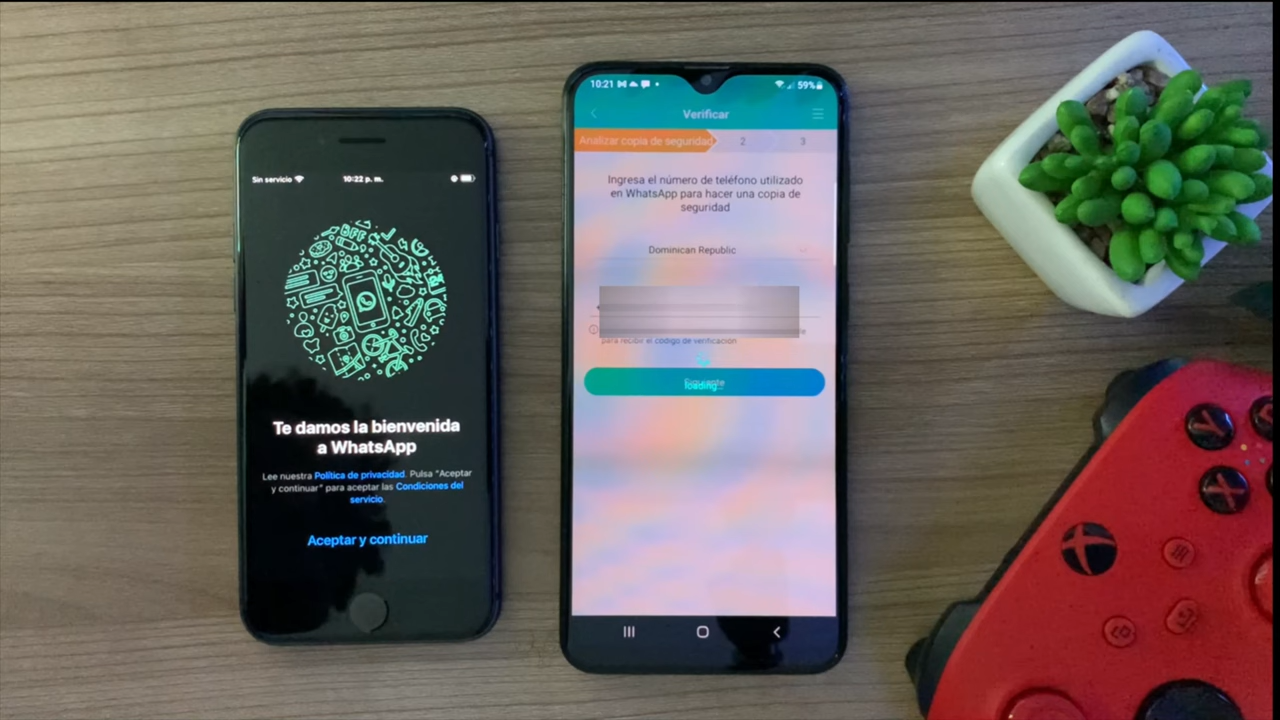 Sin servicio
10:22 p. m.
Te damos la bienvenida
a WhatsApp
Lee nuestra Política de privacidad. Pulsa "Aceptar
y continuar" para aceptar las Condiciones del
servicio.
Aceptar y continuar
10:21
59%
Verificar
Analizar copia de seguridad
2
3
Ingresa el número de teléfono utilizado
en WhatsApp para hacer una copia de
seguridad
Dominican Republic
para recibir el código de verificación
Siguiente
loading...
Y
X